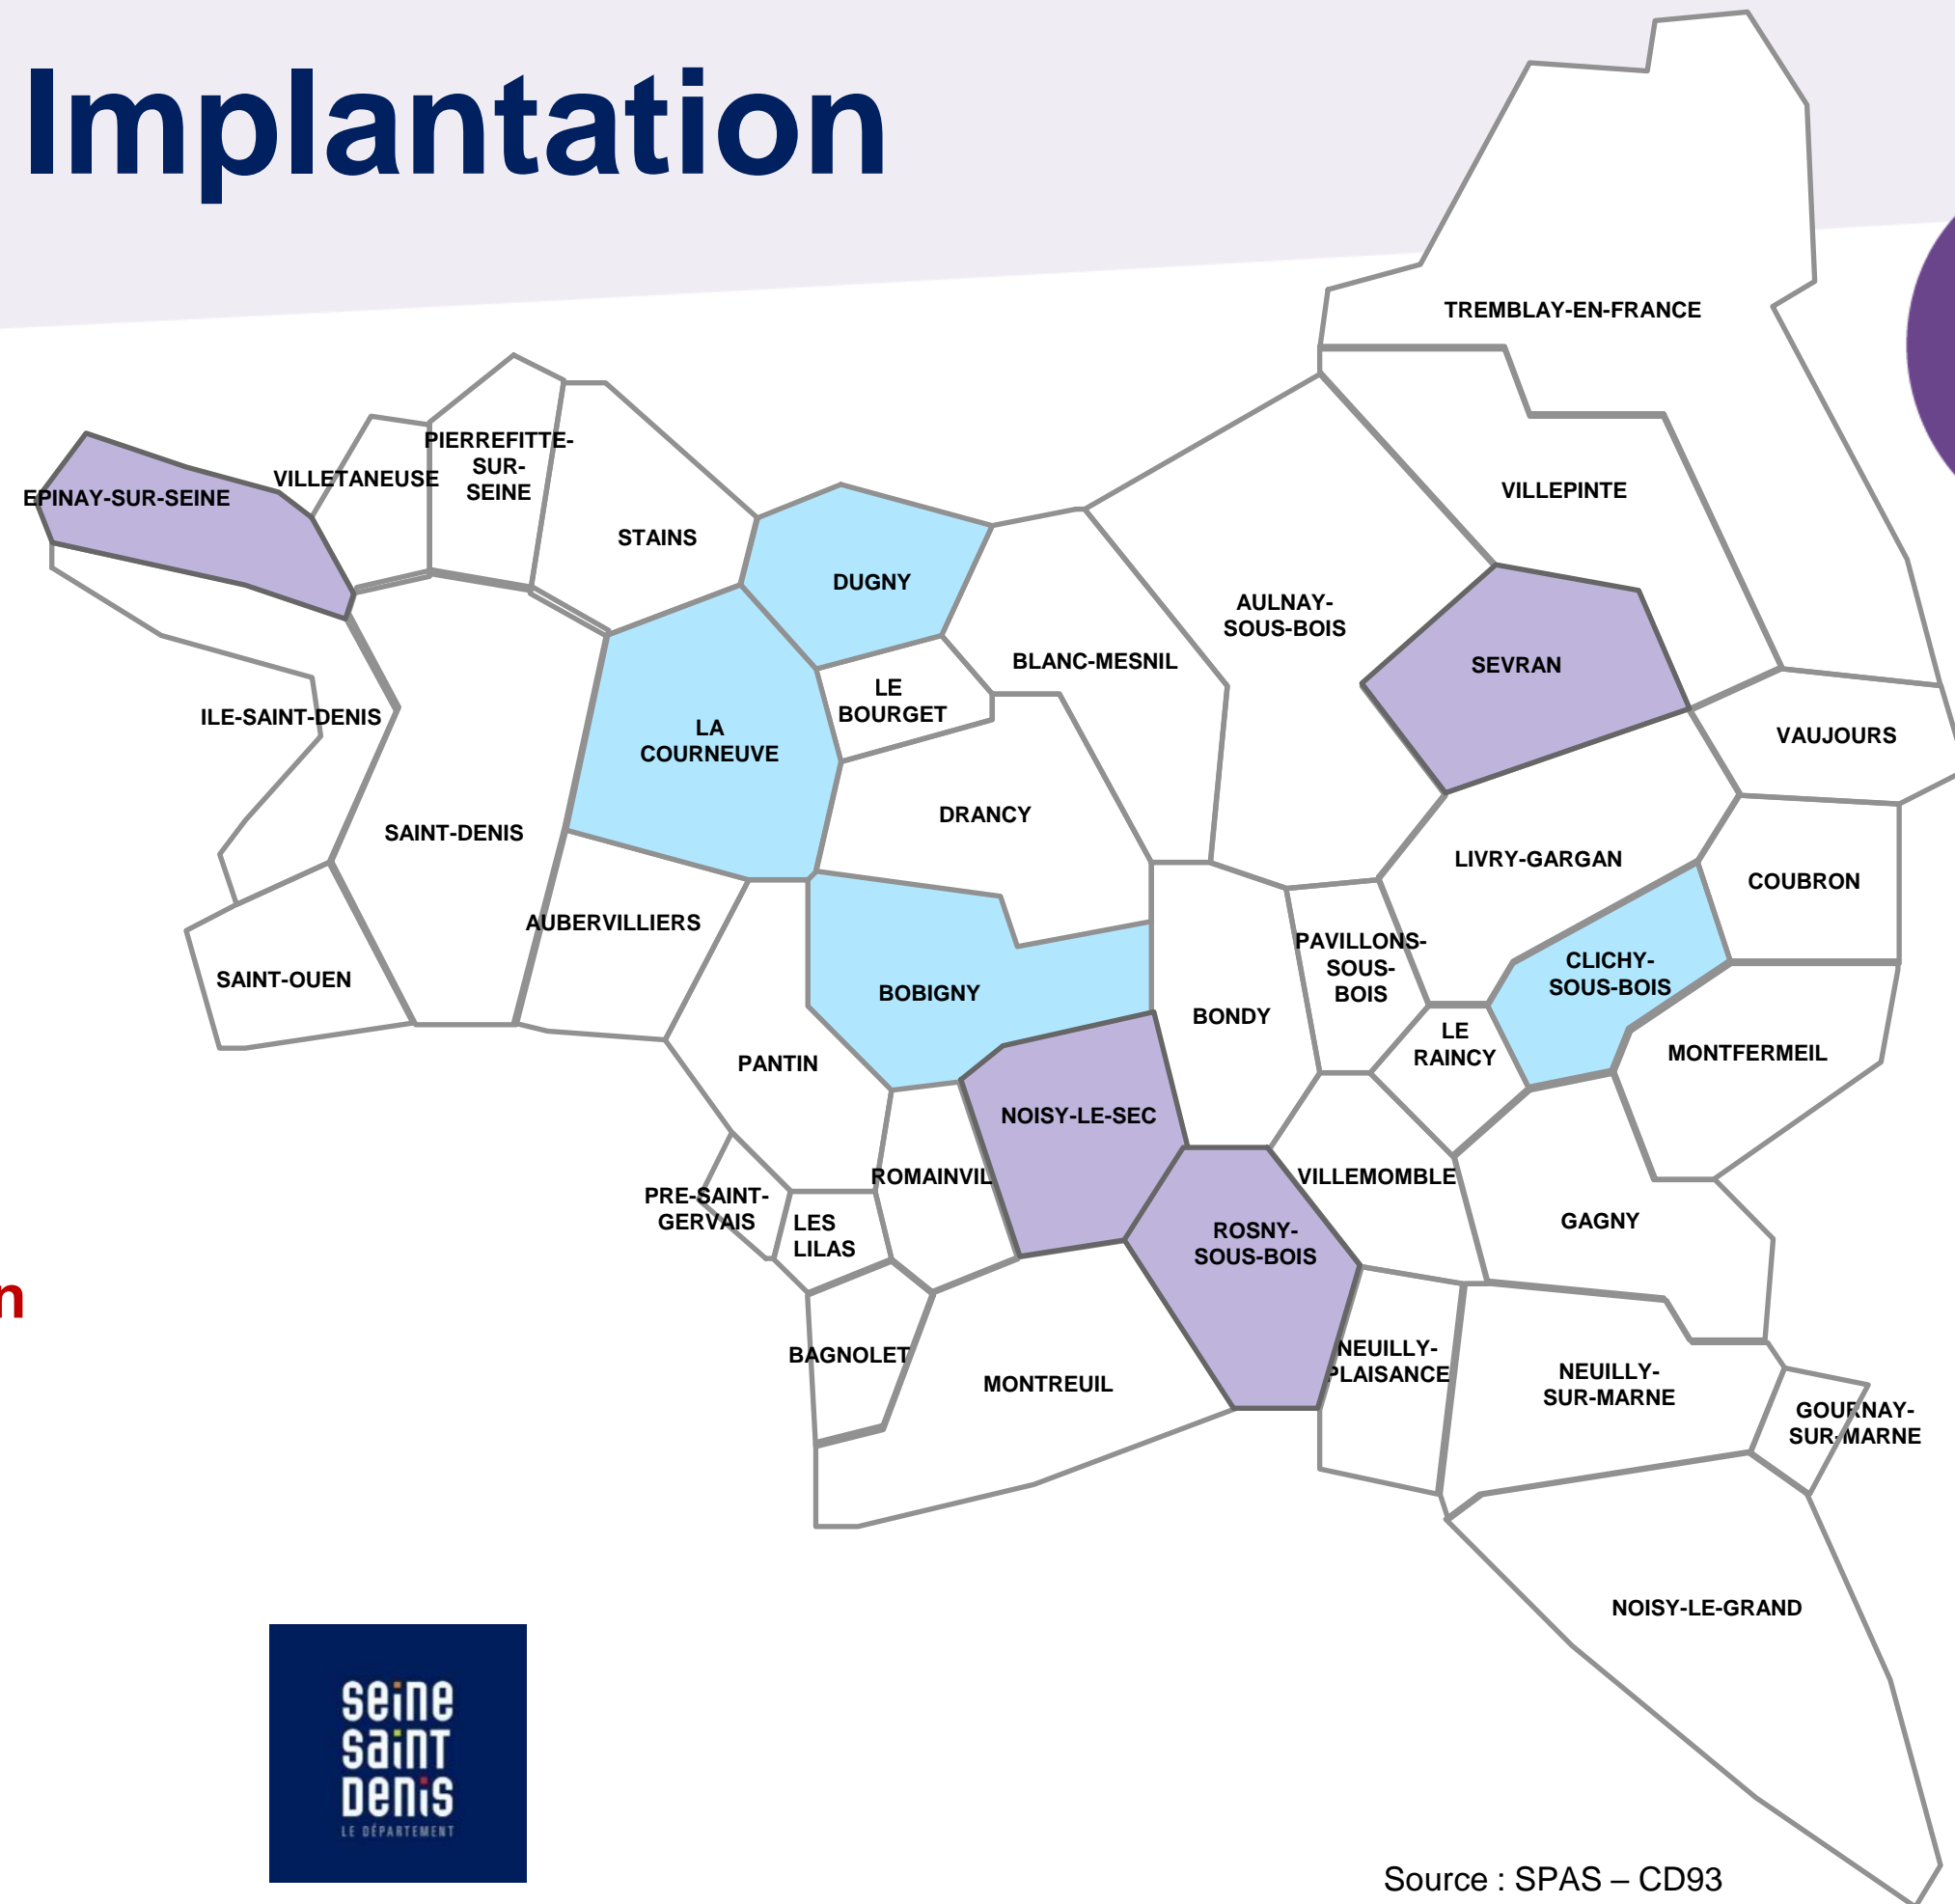 Implantation
TREMBLAY-EN-FRANCE
PIERREFITTE-
SUR-
SEINE
VILLETANEUSE
EPINAY-SUR-SEINE
VILLEPINTE
STAINS
DUGNY
AULNAY-
SOUS-BOIS
BLANC-MESNIL
SEVRAN
LE
BOURGET
ILE-SAINT-DENIS
LA
COURNEUVE
VAUJOURS
DRANCY
SAINT-DENIS
LIVRY-GARGAN
COUBRON
AUBERVILLIERS
PAVILLONS-
SOUS-
BOIS
CLICHY-
SOUS-BOIS
SAINT-OUEN
BOBIGNY
BONDY
LE
RAINCY
MONTFERMEIL
PANTIN
NOISY-LE-SEC
ROMAINVIL
VILLEMOMBLE
PRE-SAINT-
GERVAIS
LES
LILAS
ROSNY-
SOUS-BOIS
GAGNY
n
BAGNOLET
MONTREUIL
NEUILLY-
PLAISANCE
NEUILLY-
SUR-MARNE
GOURNAY-
SUR-MARNE
NOISY-LE-GRAND
seine
saint
Denis
LE DÉPARTEMENT
Source : SPAS – CD93